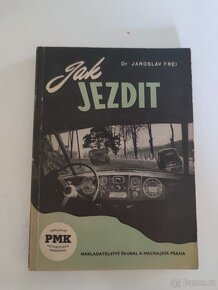 Dr JAROSLAV FREI
Jak
JEZDIT
PMK
NAKLADATELSTVÍ ŠKUBAL A MACHAJDÍK PRAHA